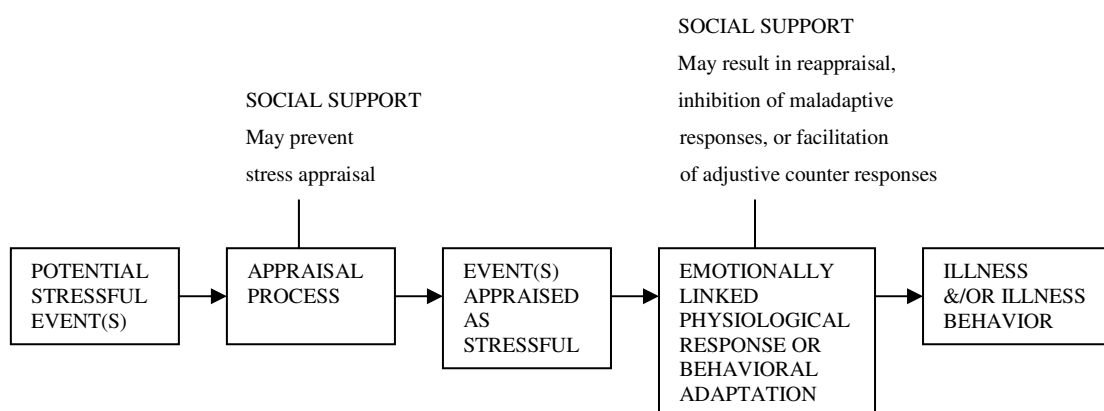 SOCIAL SUPPORT
May result in reappraisal,
inhibition of maladaptive
responses, or facilitation
of adjustive counter responses
SOCIAL SUPPORT
May prevent
stress appraisal
POTENTIAL
STRESSFUL
EVENT(S)
APPRAISAL
PROCESS
EVENT(S)
APPRAISED
AS
STRESSFUL
EMOTIONALLY
LINKED
PHYSIOLOGICAL
RESPONSE OR
BEHAVIORAL
ADAPTATION
ILLNESS
&/OR ILLNESS
BEHAVIOR